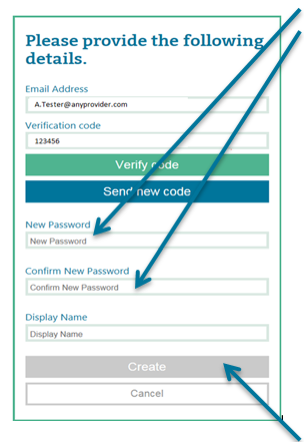 Please provide the following
details.
Email Address
A.Tester@anyprovider.com
Verification code
123456
Verify code
Send new code
New Password
New Password
Confirm New Password
Confirm New Password
Display Name
Display Name
Create
Cancel